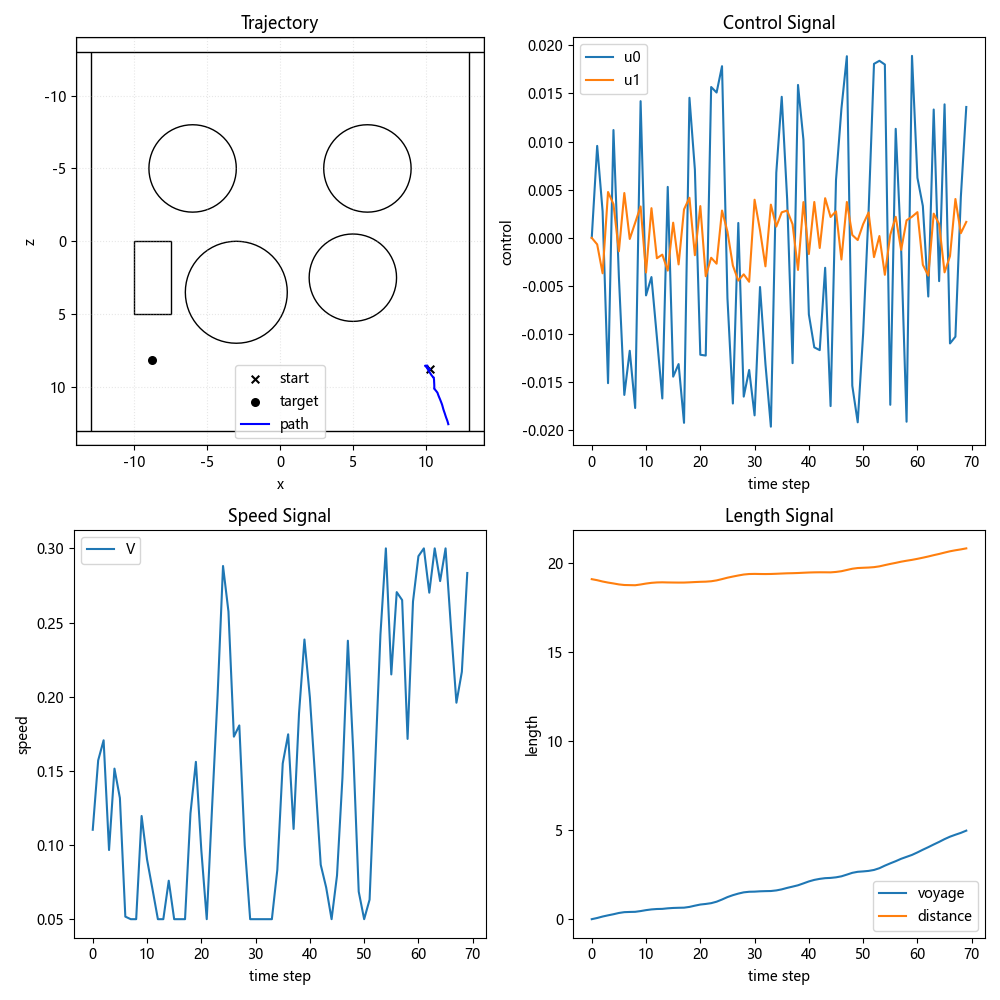 Trajectory
-10
-5
0
5
10
z
-10 -5 0 5 10
x
start
target
path
Control Signal
0.020
0.015
0.010
0.005
0.000
-0.005
-0.010
-0.015
-0.020
control
u0
u1
0 10 20 30 40 50 60 70
time step
Speed Signal
0.30
0.25
0.20
0.15
0.10
0.05
speed
V
0 10 20 30 40 50 60 70
time step
Length Signal
20
15
10
5
0
length
voyage
distance
0 10 20 30 40 50 60 70
time step